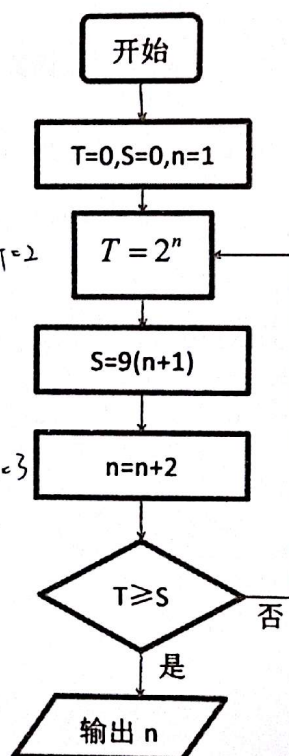 开始
T=0,S=0,n=1
T=2
T = 2ⁿ
S=9(n+1)
=3
n=n+2
T≥S
否
是
输出 n